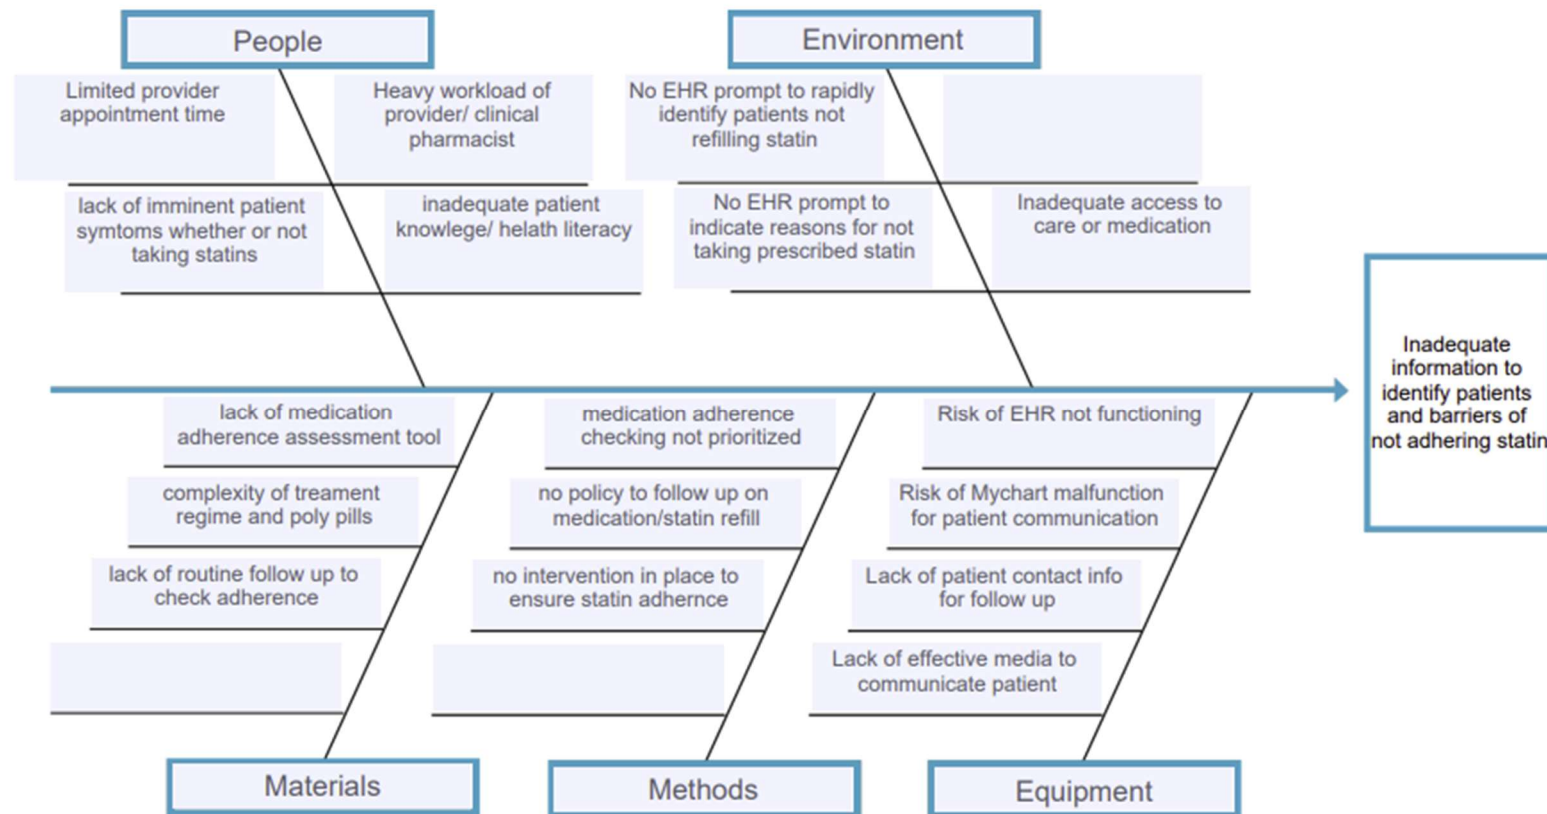 People
Limited provider
appointment time
Heavy workload of
provider/ clinical
pharmacist
lack of imminent patient
symtoms whether or not
taking statins
inadequate patient
knowlege/ helath literacy
Environment
No EHR prompt to rapidly
identify patients not
refilling statin
No EHR prompt to
indicate reasons for not
taking prescribed statin
Inadequate access to
care or medication
Inadequate
information to
identify patients
and barriers of
not adhering statin
lack of medication
adherence assessment tool
complexity of treament
regime and poly pills
lack of routine follow up to
check adherence
Materials
medication adherence
checking not prioritized
no policy to follow up on
medication/statin refill
no intervention in place to
ensure statin adhernce
Methods
Risk of EHR not functioning
Risk of Mychart malfunction
for patient communication
Lack of patient contact info
for follow up
Lack of effective media to
communicate patient
Equipment